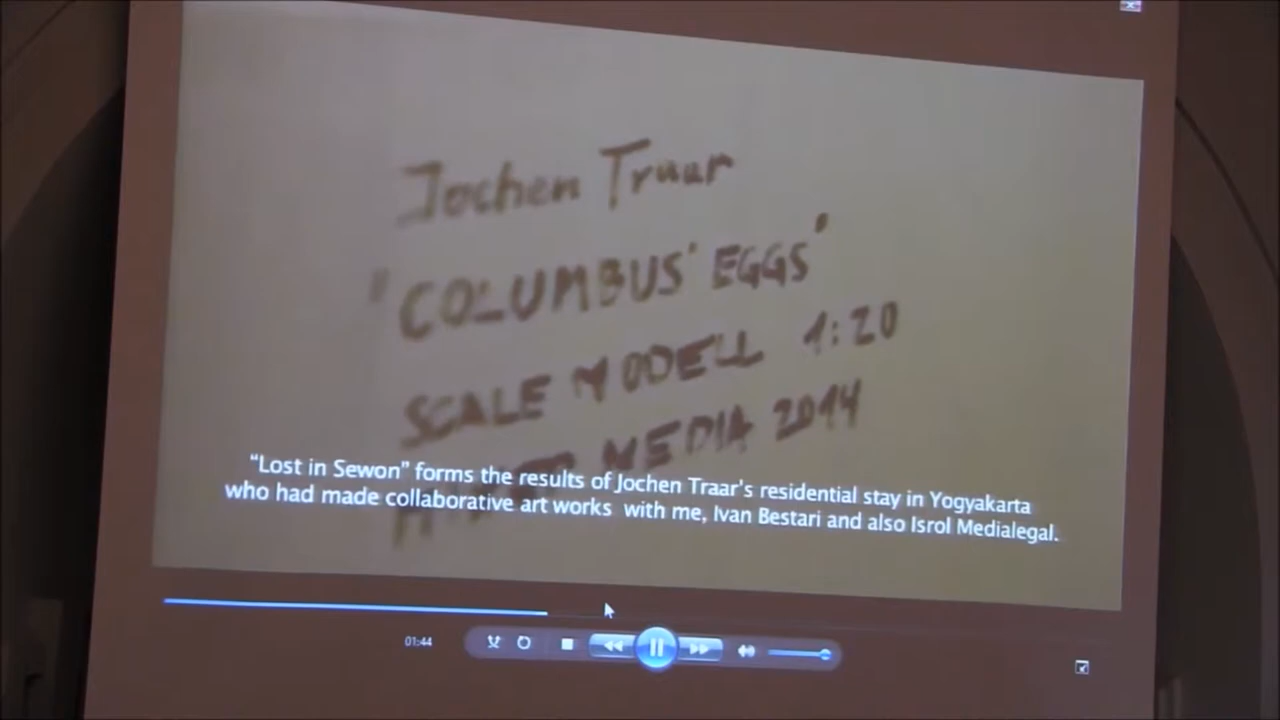 Jochen Traar
"COLUMBUS' EGGS"
SCALE MODELL 1:20
MIXED MEDIA 2014
“Lost in Sewon” forms the results of Jochen Traar's residential stay in Yogyakarta
who had made collaborative art works with me, Ivan Bestari and also Isrol Medialegal.
01:44